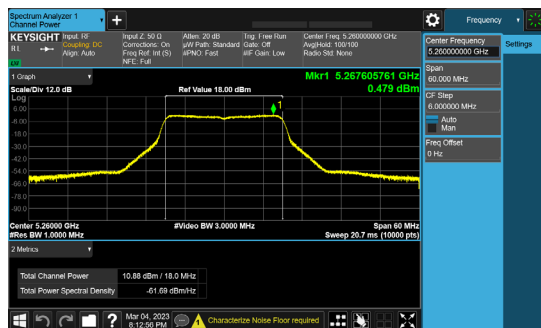 Spectrum Analyzer 1
Channel Power
+
Frequency
KEYSIGHT
Input: RF
Coupling: DC
Align: Auto
Input Z: 50 Ω
Corrections: On
Freq Ref: Int (S)
NFE: Full
Atten: 20 dB
µW Path: Standard
#PNO: Fast
Trig: Free Run
Gate: Off
#IF Gain: Low
Center Freq: 5.260000000 GHz
Avg|Hold: 100/100
Radio Std: None
Center Frequency
5.260000000 GHz
Settings
Span
60.000 MHz
CF Step
6.000000 MHz
Auto
Man
Freq Offset
0 Hz
1 Graph
Mkr1 5.267605761 GHz
Scale/Div 12.0 dB
Ref Value 18.00 dBm
0.479 dBm
Log
6.00
-6.00
-18.0
-30.0
-42.0
-54.0
-66.0
-78.0
-90.0
1
Center 5.26000 GHz
#Video BW 3.0000 MHz
Span 60 MHz
#Res BW 1.0000 MHz
Sweep 20.7 ms (10000 pts)
2 Metrics
Total Channel Power 10.88 dBm / 18.0 MHz
Total Power Spectral Density -61.69 dBm/Hz
?
Mar 04, 2023
8:12:56 PM
Characterize Noise Floor required